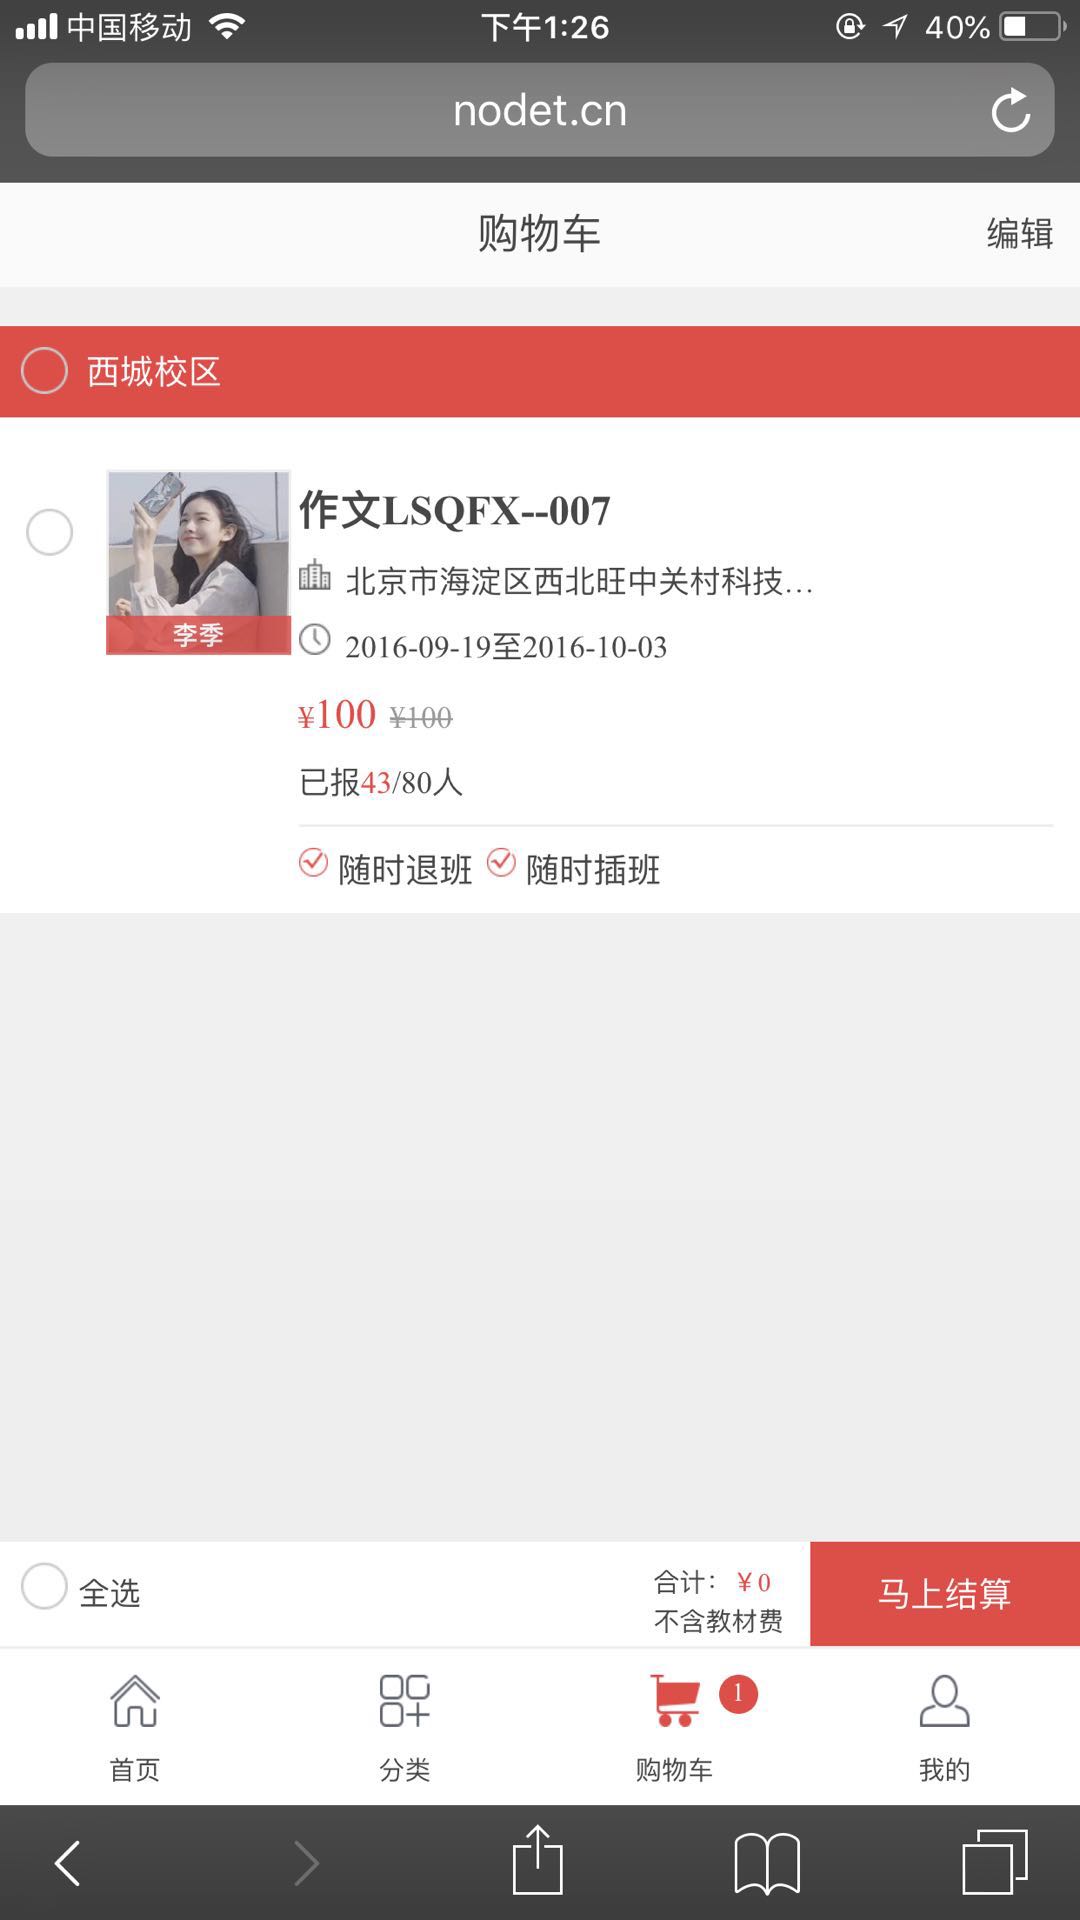 中国移动 下午1:26 40%
nodet.cn
购物车 编辑
西城校区
作文LSQFX--007
北京市海淀区西北旺中关村科技...
李季
2016-09-19至2016-10-03
¥100 ¥100
已报43/80人
随时退班 随时插班
全选
合计：¥0
不含教材费
马上结算
1
首页 分类 购物车 我的